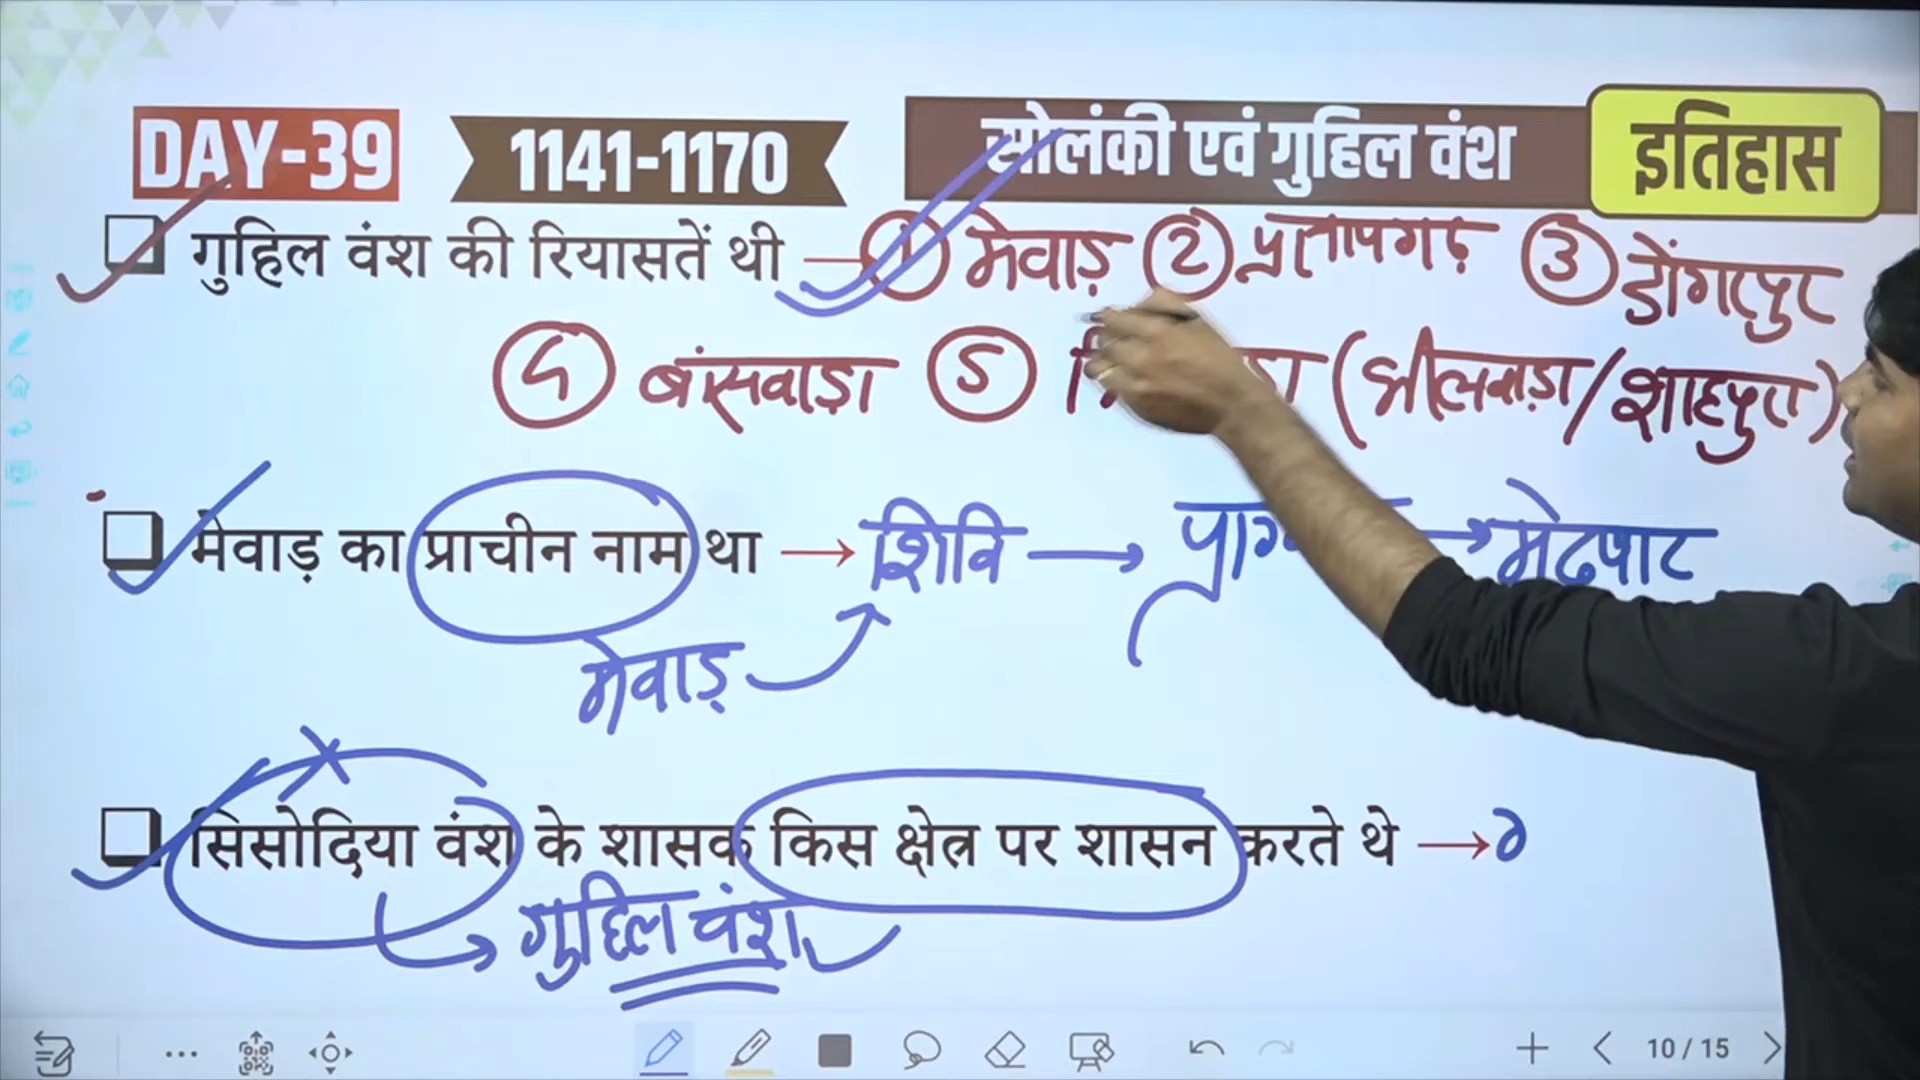 DAY-39 1141-1170 सोलंकी एवं गुहिल वंश इतिहास
गुहिल वंश की रियासतें थी → ① मेवाड़ ② प्रतापगढ़ ③ डोंगरपुर
④ बांसवाड़ा ⑤ (भीलवाड़ा/शाहपुरा)
मेवाड़ का प्राचीन नाम था → शिवि → → मेदपाट
मेवाड़
सिसोदिया वंश के शासक किस क्षेत्र पर शासन करते थे →
गुहिल वंश
10 / 15